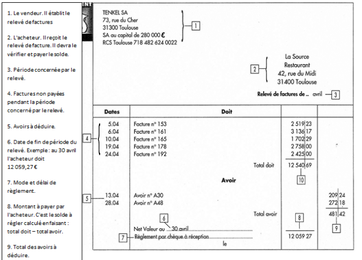 1. Le vendeur. Il établit le
relevé de factures
2. L'acheteur. Il reçoit le
relevé de facture. Il devra le
vérifier et payer le solde.
3. Période concernée par le
relevé.
4. Factures non payées
pendant la période
concerné par le relevé.
5. Avoirs à déduire.
6. Date de fin de période du
relevé. Exemple : au 30 avril
l'acheteur doit
12 059,27 €
7. Mode et délai de
règlement.
8. Montant à payer par
l'acheteur. C'est le solde à
régler calculé en faisant :
total doit – total avoir.
9. Total des avoirs à
déduire.
TENKEL SA
73, rue du Cher
31300 Toulouse
SA au capital de 280 000 €
RCS Toulouse 718 482 624 0022
1
2
La Source
Restaurant
42, rue du Midi
31400 Toulouse
Relevé de factures de .. avril 3
Dates Doit
4
5.04 Facture n° 153 2 519 23
6.04 Facture n° 161 3 136 17
10.04 Facture n° 165 1 702 29
19.04 Facture n° 178 2 758 00
24.04 Facture n° 192 2 425 00
Total doit 12 540 69
10
Avoir
5
13.04 Avoir n° A30 209 24
28.04 Avoir n° A48 272 18
6 Total avoir 8 481 42
Net Valeur au 30 avril 9
7 Règlement par chèque à réception 12 059 27
le